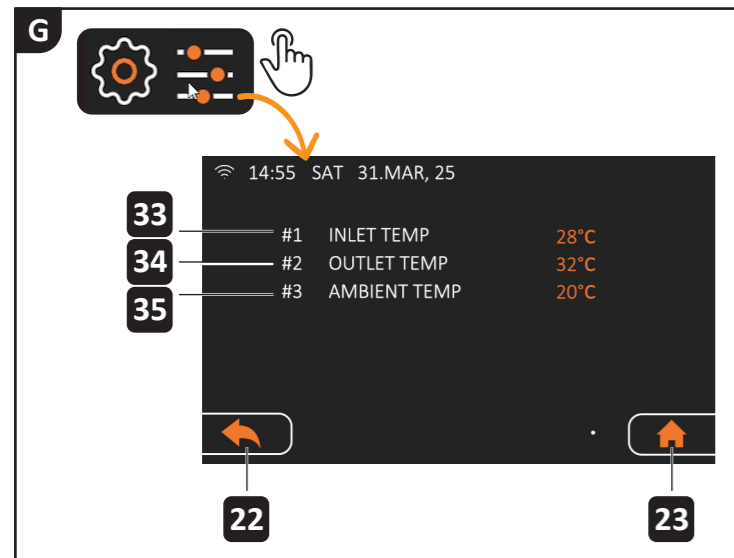 G
14:55 SAT 31.MAR, 25
33
#1 INLET TEMP 28°C
34
#2 OUTLET TEMP 32°C
35
#3 AMBIENT TEMP 20°C
22
23